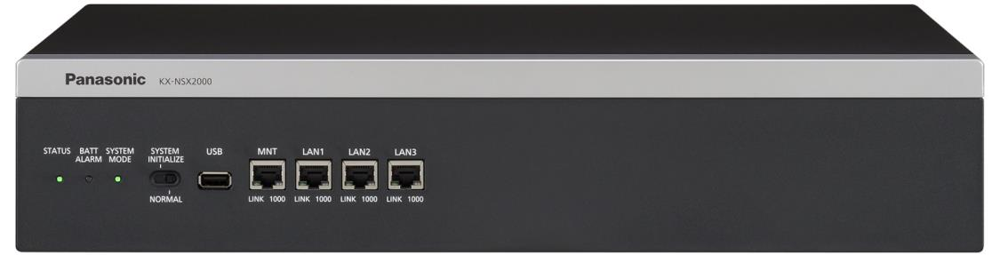 Panasonic KX-NSX2000
STATUS BATT ALARM SYSTEM MODE SYSTEM INITIALIZE USB MNT LAN1 LAN2 LAN3
NORMAL LINK 1000 LINK 1000 LINK 1000 LINK 1000